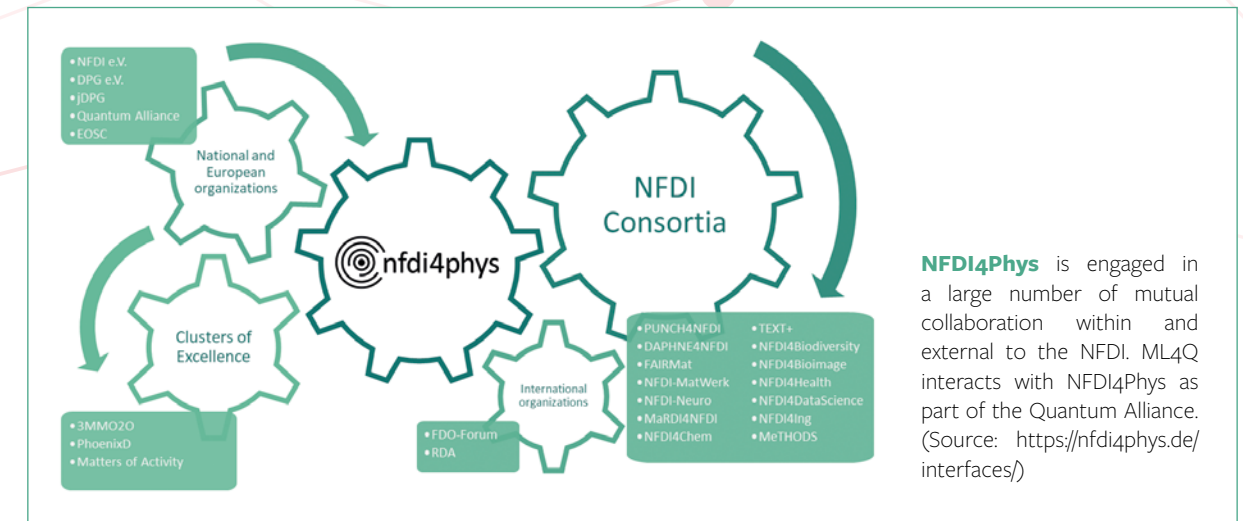 •NFDI e.V.
•DPG e.V.
•jDPG
•Quantum Alliance
•EOSC
National and
European
organizations
nfdi4phys
NFDI
Consortia
Clusters of
Excellence
•3MMO2O
•PhoenixD
•Matters of Activity
International
organizations
•FDO-Forum
•RDA
•PUNCH4NFDI
•DAPHNE4NFDI
•FAIRMat
•NFDI-MatWerk
•NFDI-Neuro
•MaRDI4NFDI
•NFDI4Chem
•TEXT+
•NFDI4Biodiversity
•NFDI4Bioimage
•NFDI4Health
•NFDI4DataScience
•NFDI4Ing
•MeTHODS
NFDI4Phys is engaged in
a large number of mutual
collaboration within and
external to the NFDI. ML4Q
interacts with NFDI4Phys as
part of the Quantum Alliance.
(Source: https://nfdi4phys.de/
interfaces/)